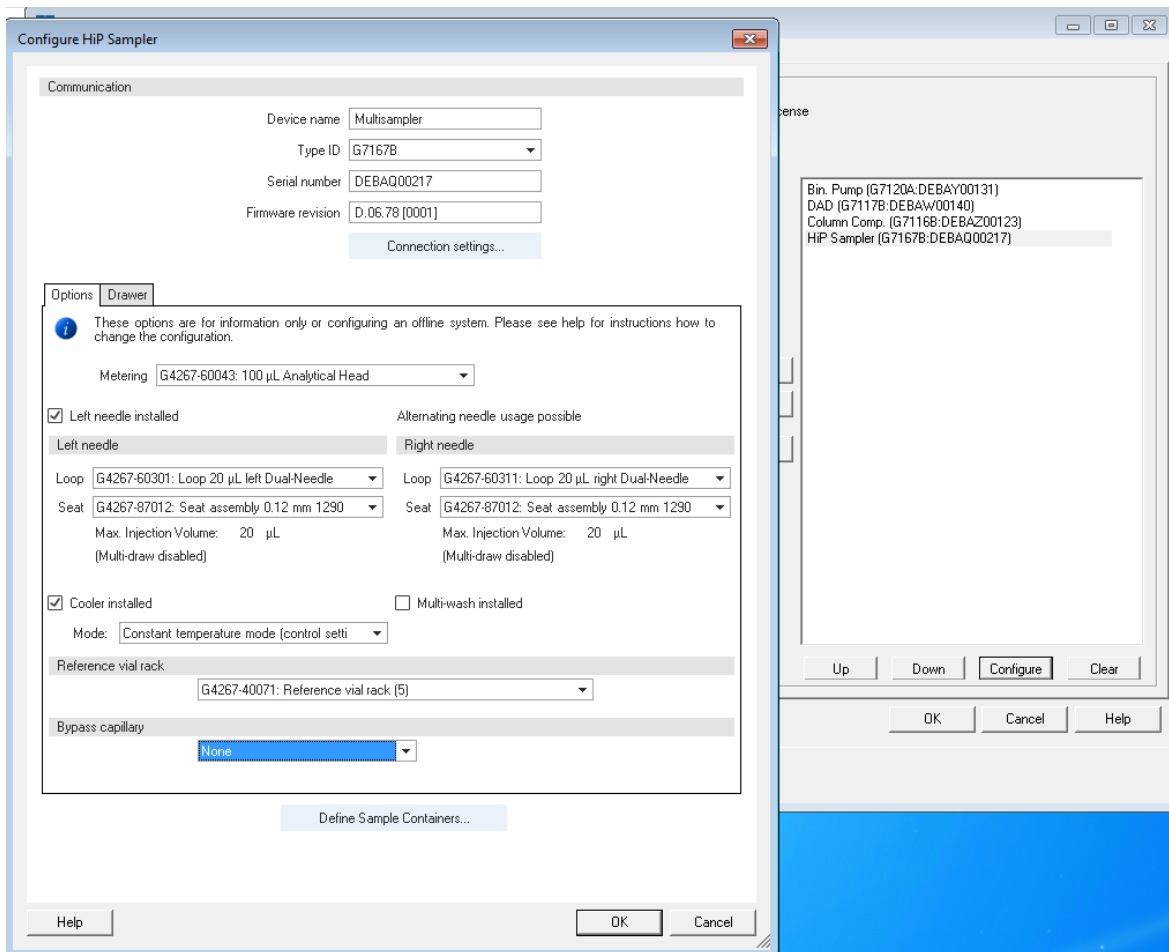 Configure HiP Sampler
Communication
Device name Multisampler
Type ID G7167B
Serial number DEBAQ00217
Firmware revision D.06.78 [0001]
Connection settings...
Options Drawer
These options are for information only or configuring an offline system. Please see help for instructions how to
change the configuration.
Metering G4267-60043: 100 µL Analytical Head
Left needle installed Alternating needle usage possible
Left needle Right needle
Loop G4267-60301: Loop 20 µL left Dual-Needle Loop G4267-60311: Loop 20 µL right Dual-Needle
Seat G4267-87012: Seat assembly 0.12 mm 1290 Seat G4267-87012: Seat assembly 0.12 mm 1290
Max. Injection Volume: 20 µL Max. Injection Volume: 20 µL
(Multi-draw disabled) (Multi-draw disabled)
Cooler installed Multi-wash installed
Mode: Constant temperature mode (control setti
Reference vial rack
G4267-40071: Reference vial rack (5)
Bypass capillary
None
Define Sample Containers...
Help OK Cancel
cense
Bin. Pump (G7120A:DEBAY00131)
DAD (G7117B:DEBAW00140)
Column Comp. (G7116B:DEBAZ00123)
HiP Sampler (G7167B:DEBAQ00217)
Up Down Configure Clear
OK Cancel Help